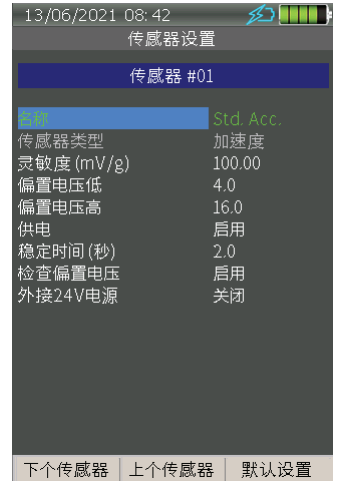 13/06/2021 08:42
传感器设置
传感器 #01
名称 Std. Acc.
传感器类型 加速度
灵敏度(mV/g) 100.00
偏置电压低 4.0
偏置电压高 16.0
供电 启用
稳定时间(秒) 2.0
检查偏置电压 启用
外接24V电源 关闭
下个传感器 上个传感器 默认设置